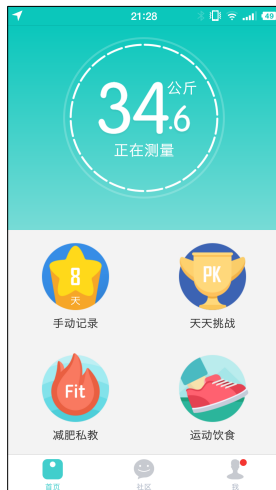 21:28
49
34.6 公斤
正在测量
8
天
PK
手动记录
天天挑战
Fit
减肥私教
运动饮食
首页
社区
我